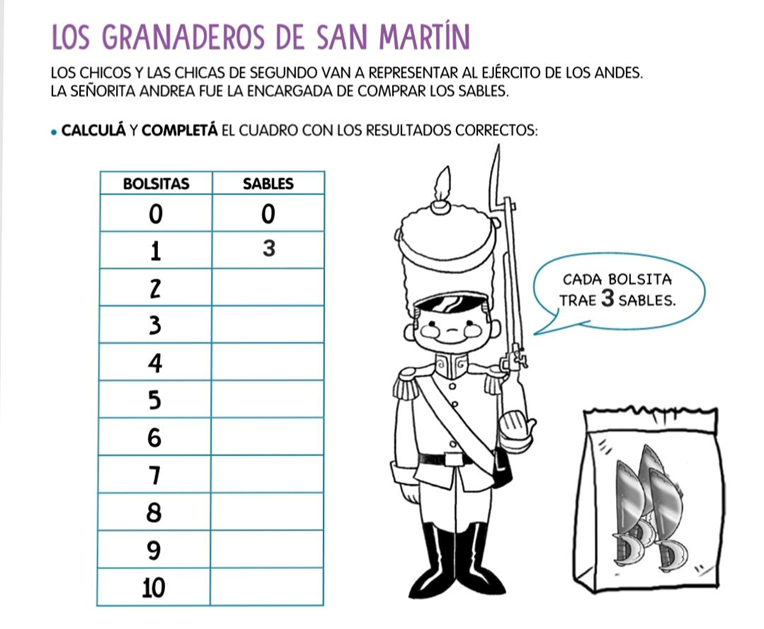 LOS GRANADEROS DE SAN MARTÍN
LOS CHICOS Y LAS CHICAS DE SEGUNDO VAN A REPRESENTAR AL EJÉRCITO DE LOS ANDES.
LA SEÑORITA ANDREA FUE LA ENCARGADA DE COMPRAR LOS SABLES.
• CALCULÁ Y COMPLETÁ EL CUADRO CON LOS RESULTADOS CORRECTOS:
BOLSITAS SABLES
0 0
1 3
2
3
4
5
6
7
8
9
10
CADA BOLSITA
TRAE 3 SABLES.